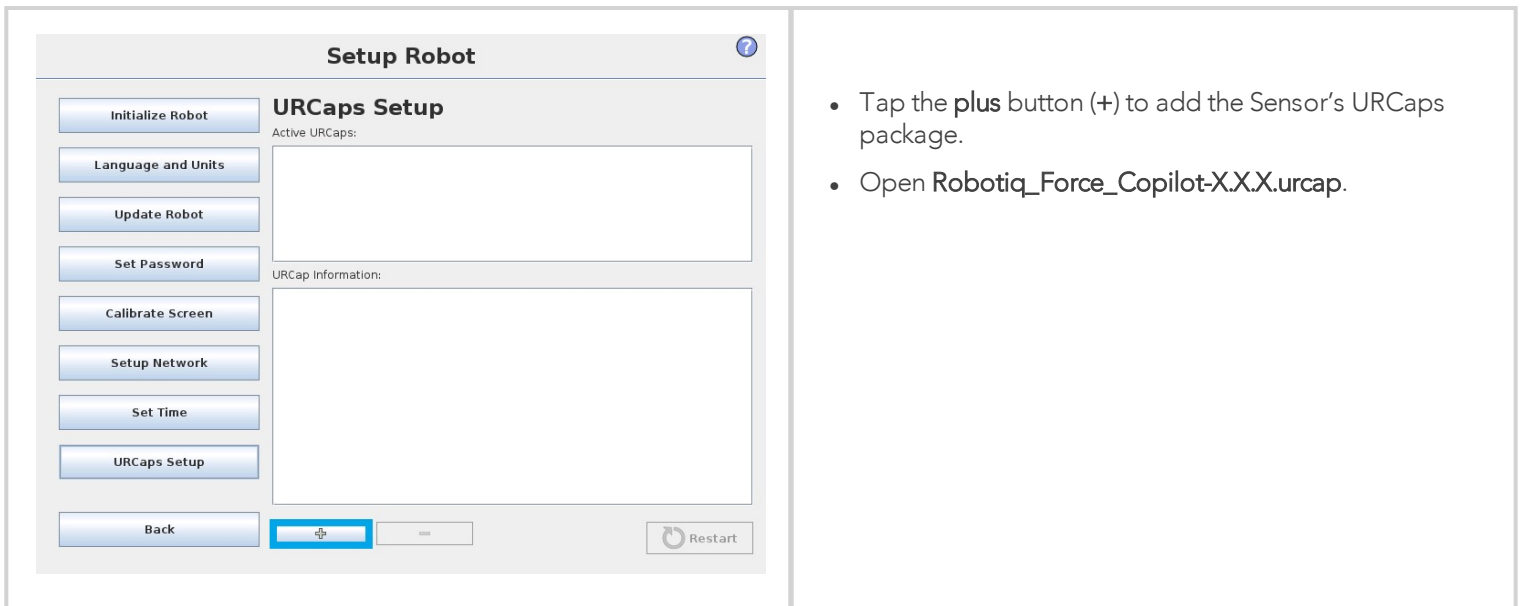 Setup Robot
?
Initialize Robot
Language and Units
Update Robot
Set Password
Calibrate Screen
Setup Network
Set Time
URCaps Setup
Back
URCaps Setup
Active URCaps:
URCap Information:
+
−
Restart
• Tap the plus button (+) to add the Sensor’s URCaps
package.
• Open Robotiq_Force_Copilot-X.X.X.urcap.